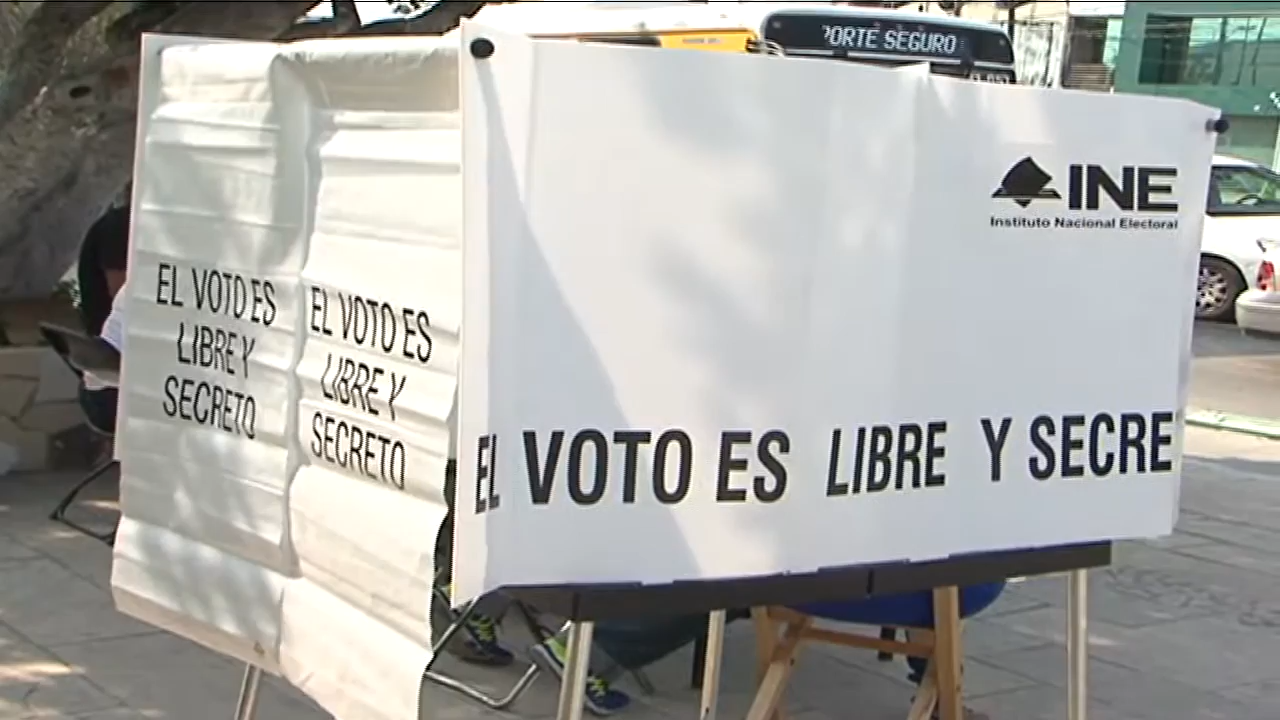 PORTE SEGURO
INE
Instituto Nacional Electoral
EL VOTO ES
LIBRE Y
SECRETO
EL VOTO ES
LIBRE Y
SECRETO
EL VOTO ES LIBRE Y SECRE